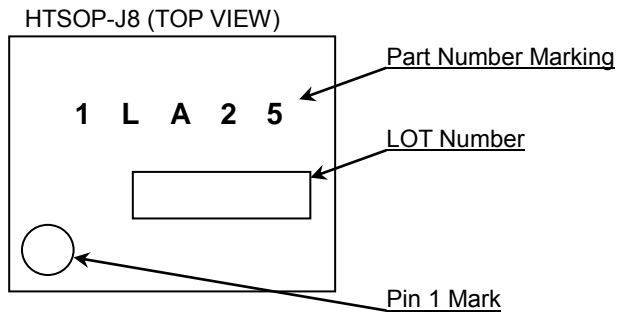 HTSOP-J8 (TOP VIEW)
Part Number Marking
1 L A 2 5
LOT Number
Pin 1 Mark